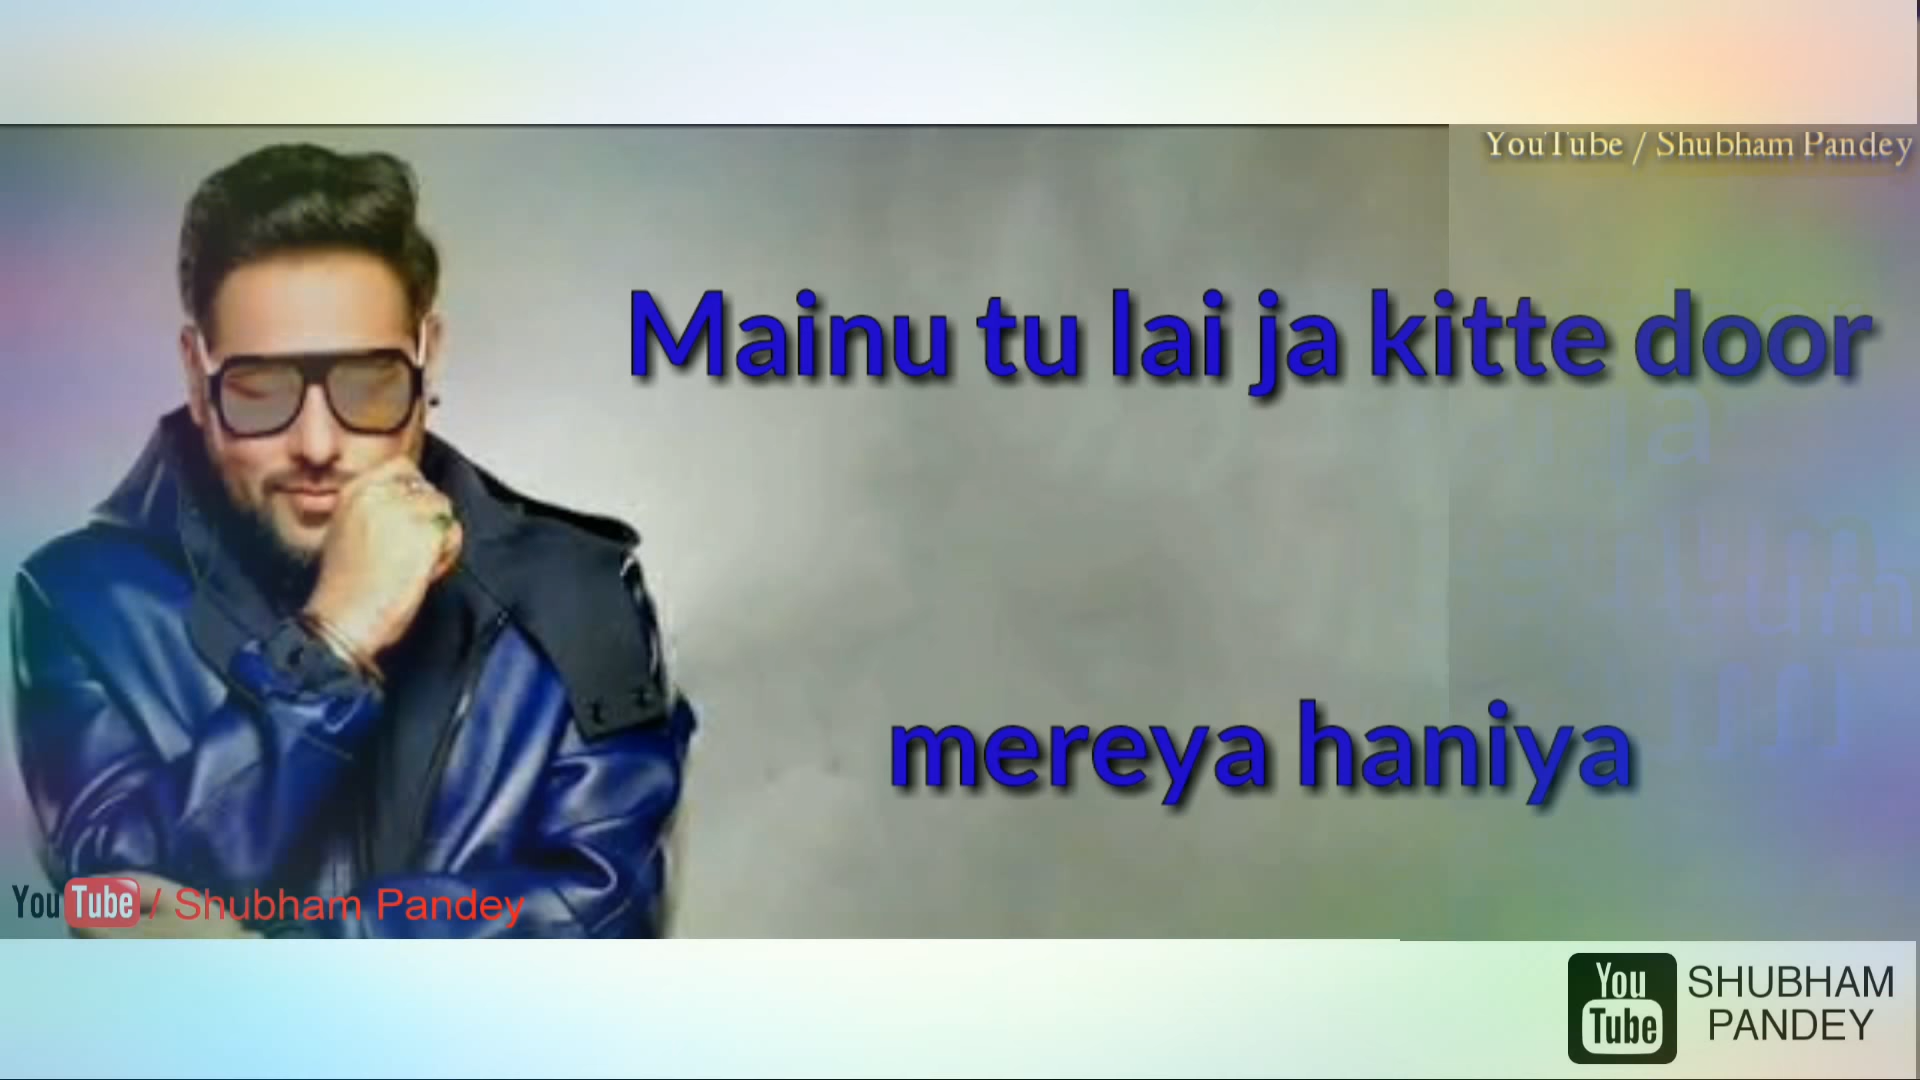 YouTube / Shubham Pandey
Mainu tu lai ja kitte door
mereya haniya
YouTube / Shubham Pandey
You
Tube
SHUBHAM
PANDEY